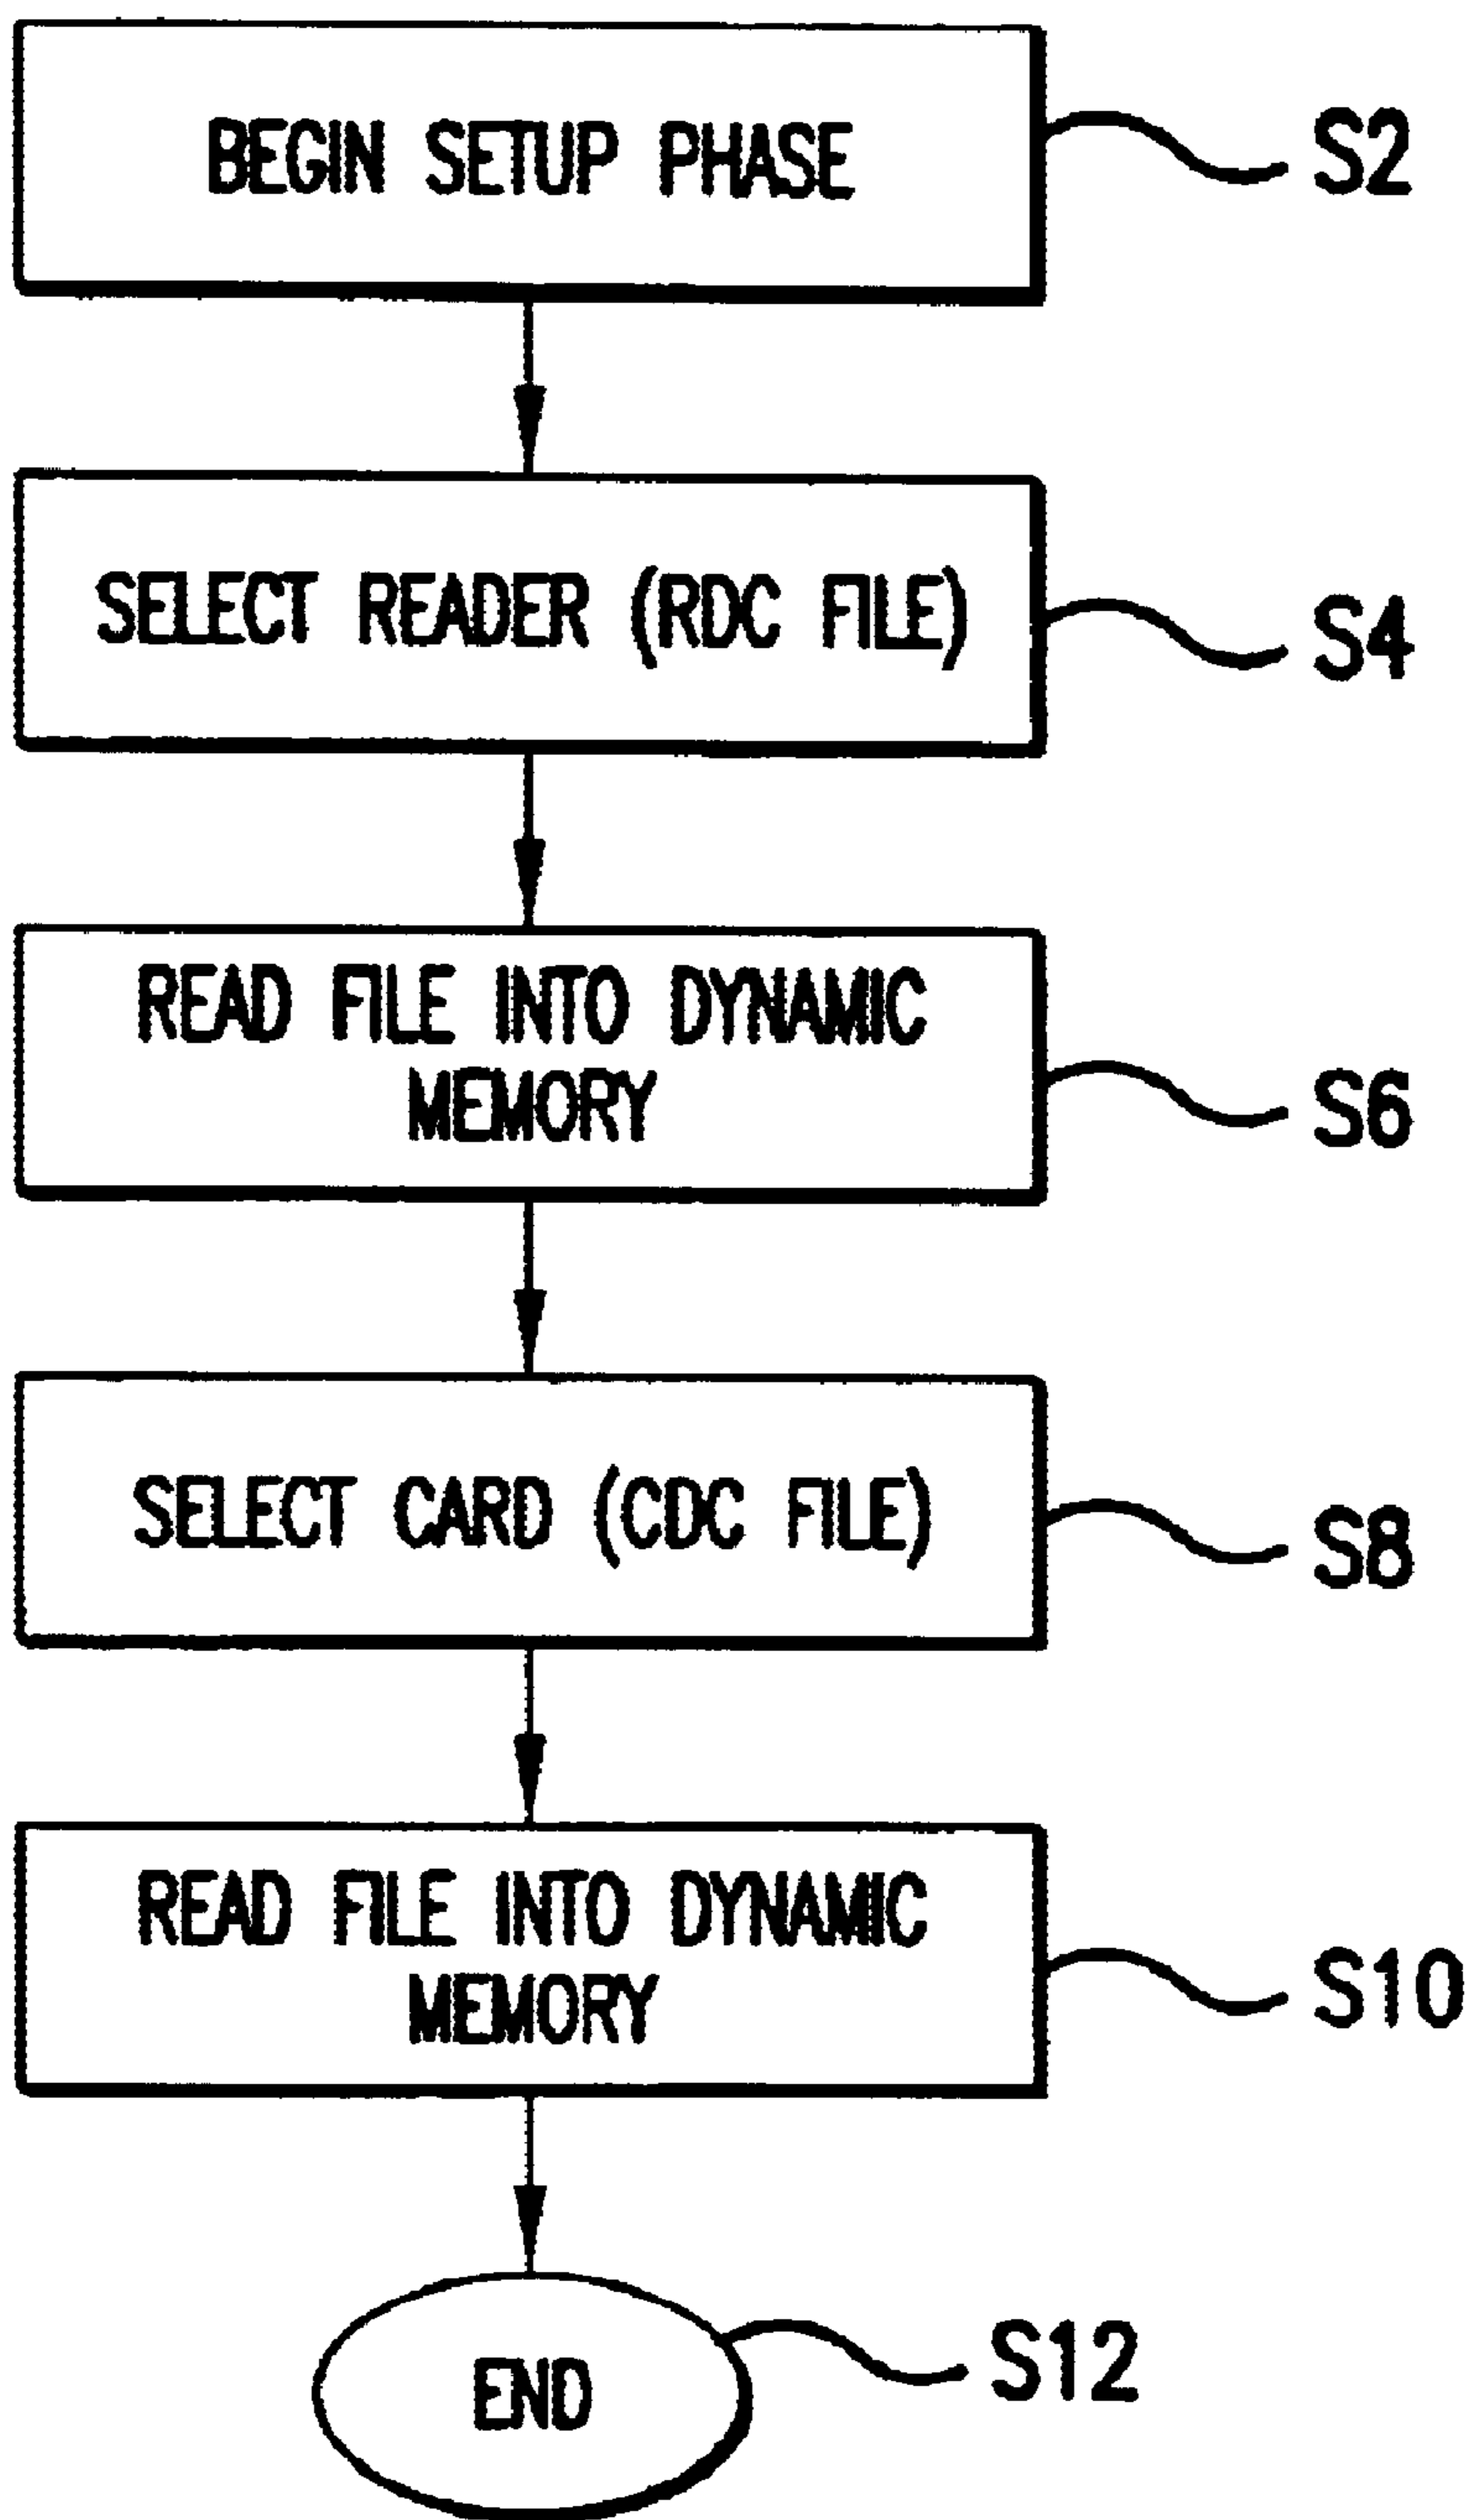 BEGIN SETUP PHASE
S2
SELECT READER (RDC FILE)
S4
READ FILE INTO DYNAMIC
MEMORY
S6
SELECT CARD (CDC FILE)
S8
READ FILE INTO DYNAMIC
MEMORY
S10
END
S12